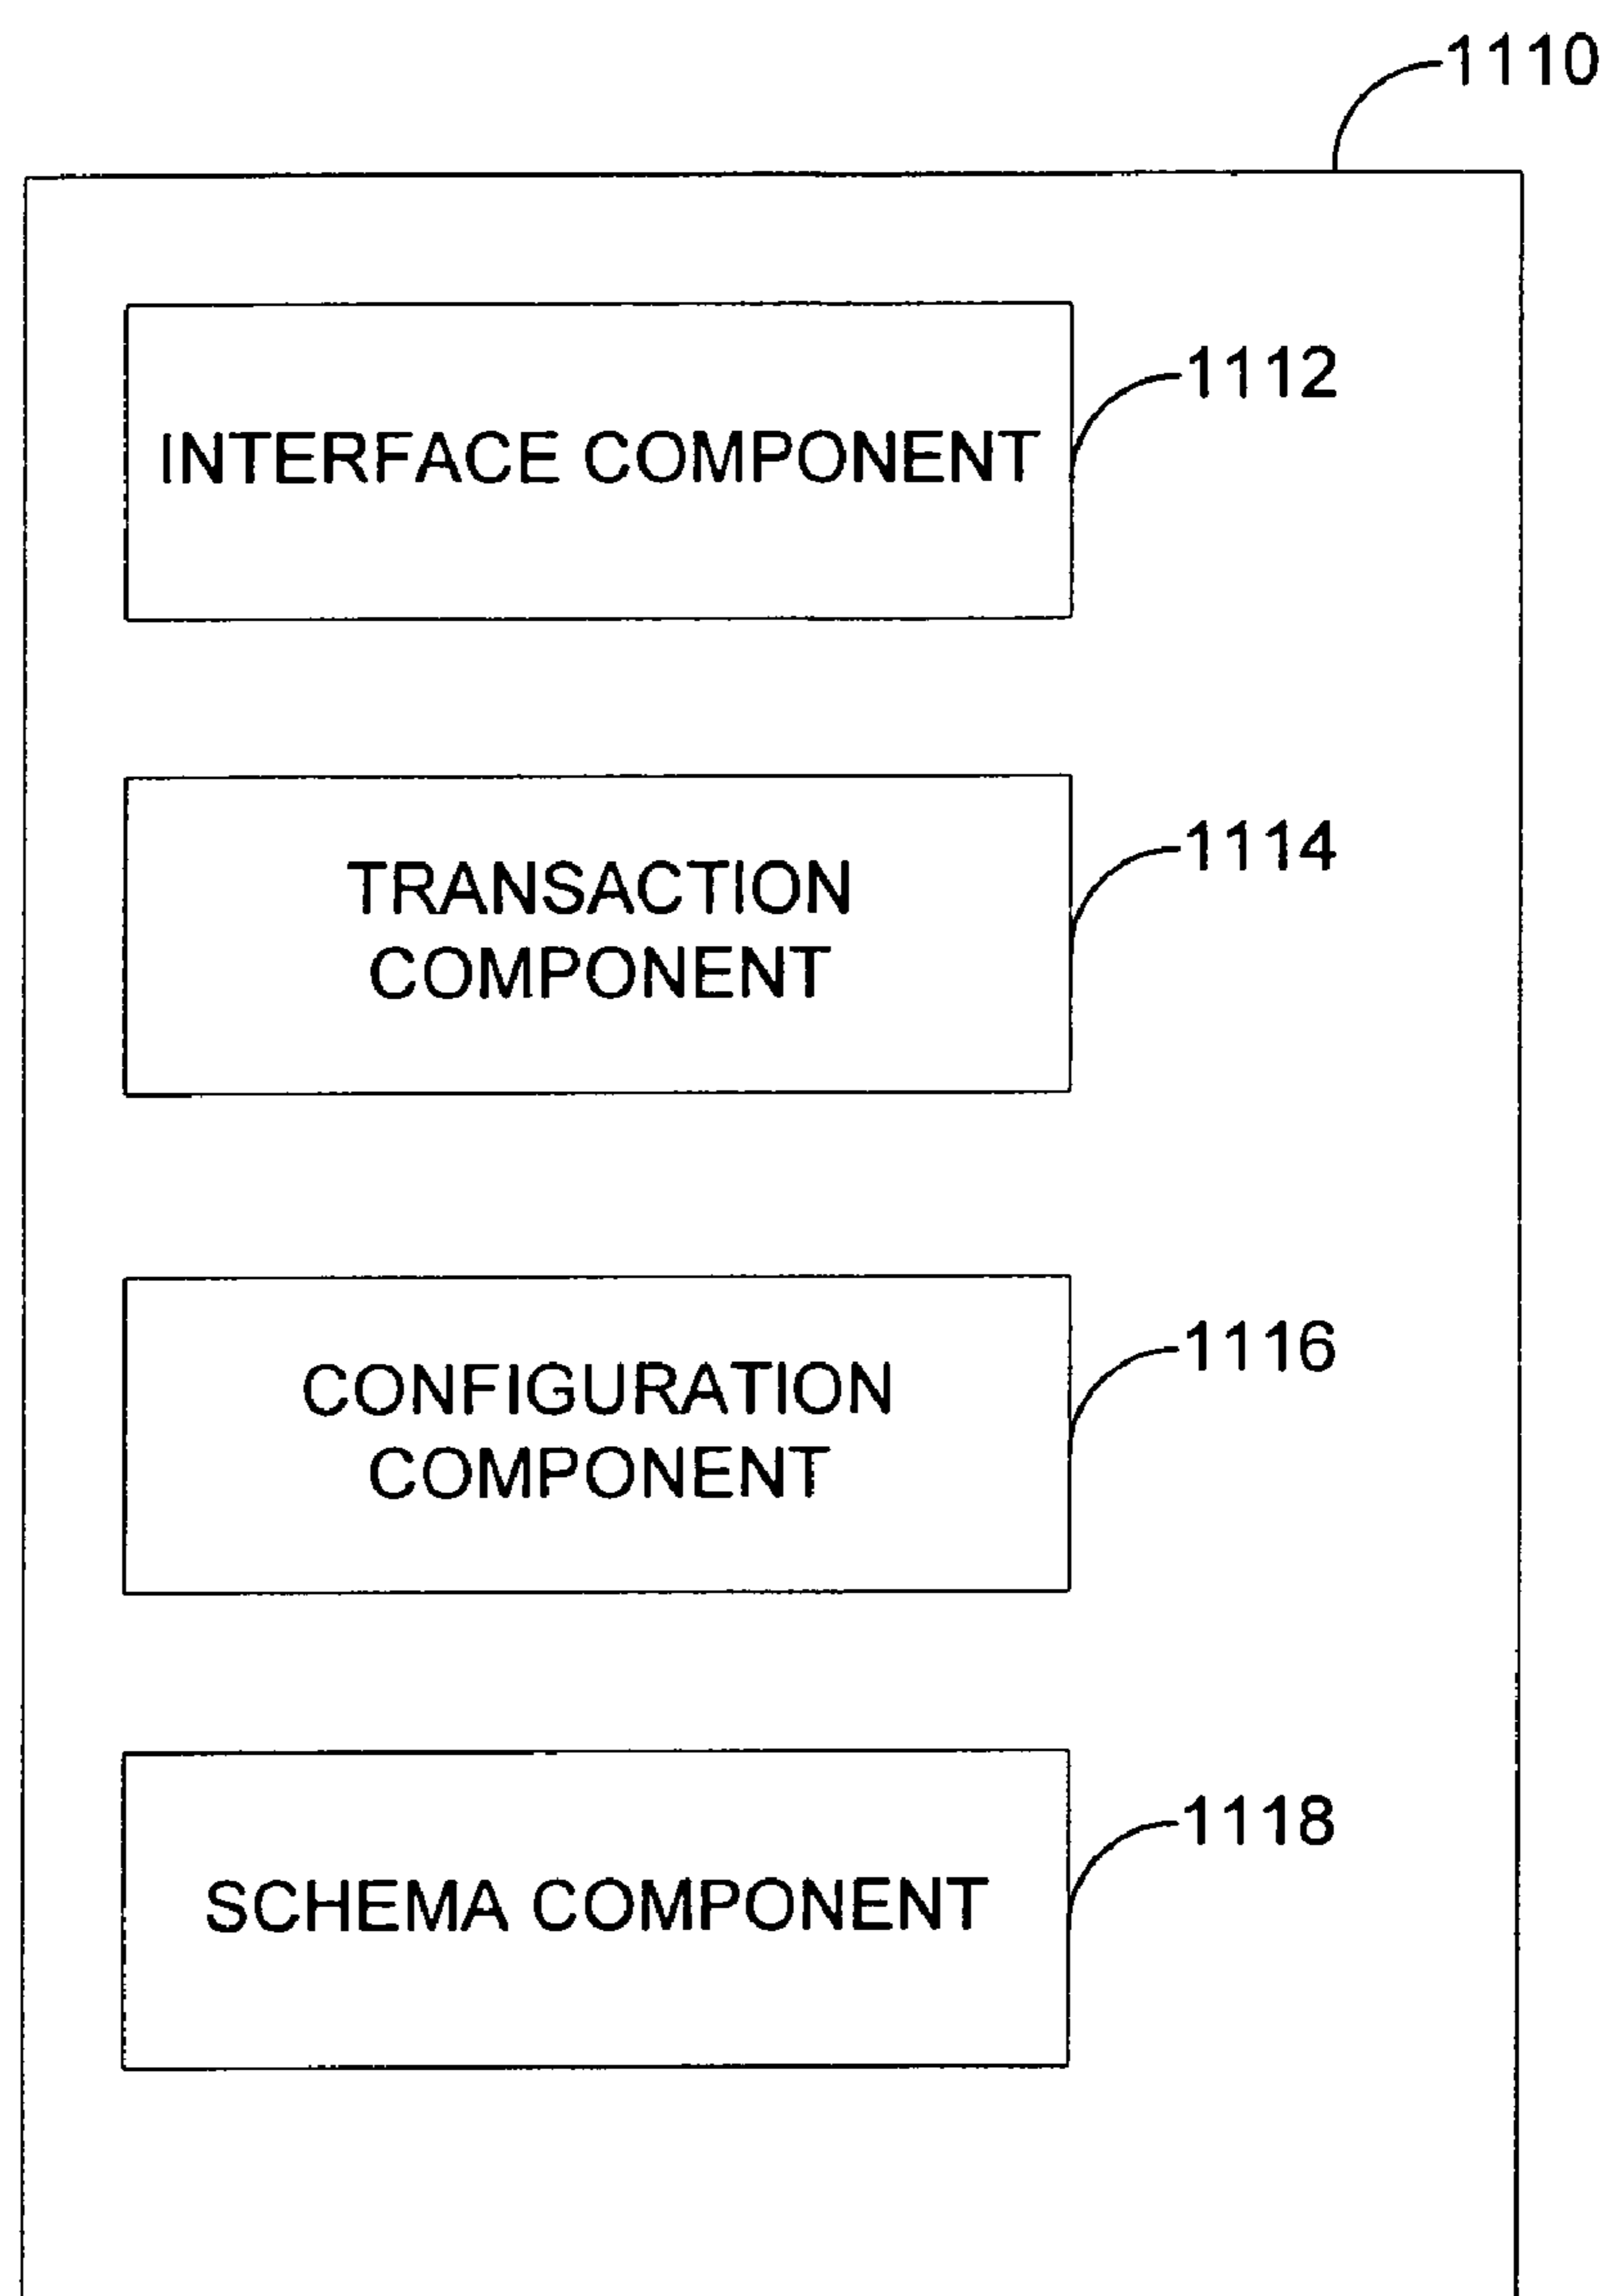 1110
INTERFACE COMPONENT
1112
TRANSACTION
COMPONENT
1114
CONFIGURATION
COMPONENT
1116
SCHEMA COMPONENT
1118